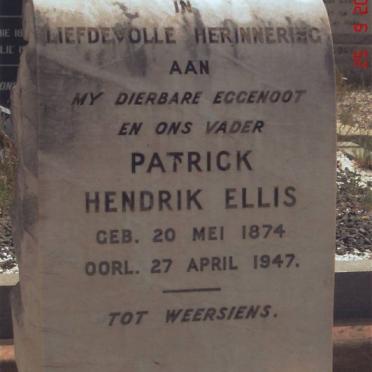 IN
LIEFDEVOLLE HERINNERING
AAN
MY DIERBARE EGGENOOT
EN ONS VADER
PATRICK
HENDRIK ELLIS
GEB. 20 MEI 1874
OORL. 27 APRIL 1947.
TOT WEERSIENS.